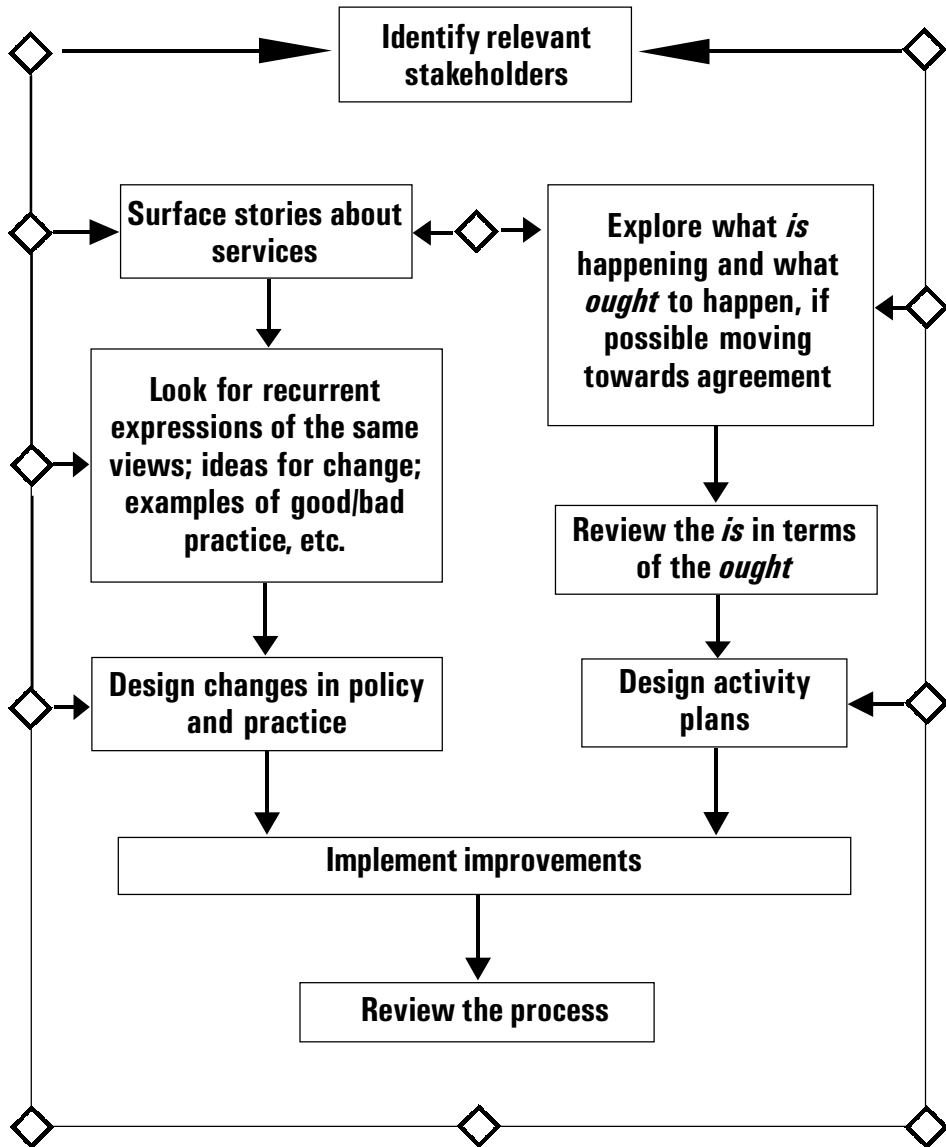 Identify relevant
stakeholders
Surface stories about
services
Explore what is
happening and what
ought to happen, if
possible moving
towards agreement
Look for recurrent
expressions of the same
views; ideas for change;
examples of good/bad
practice, etc.
Review the is in terms
of the ought
Design changes in policy
and practice
Design activity
plans
Implement improvements
Review the process